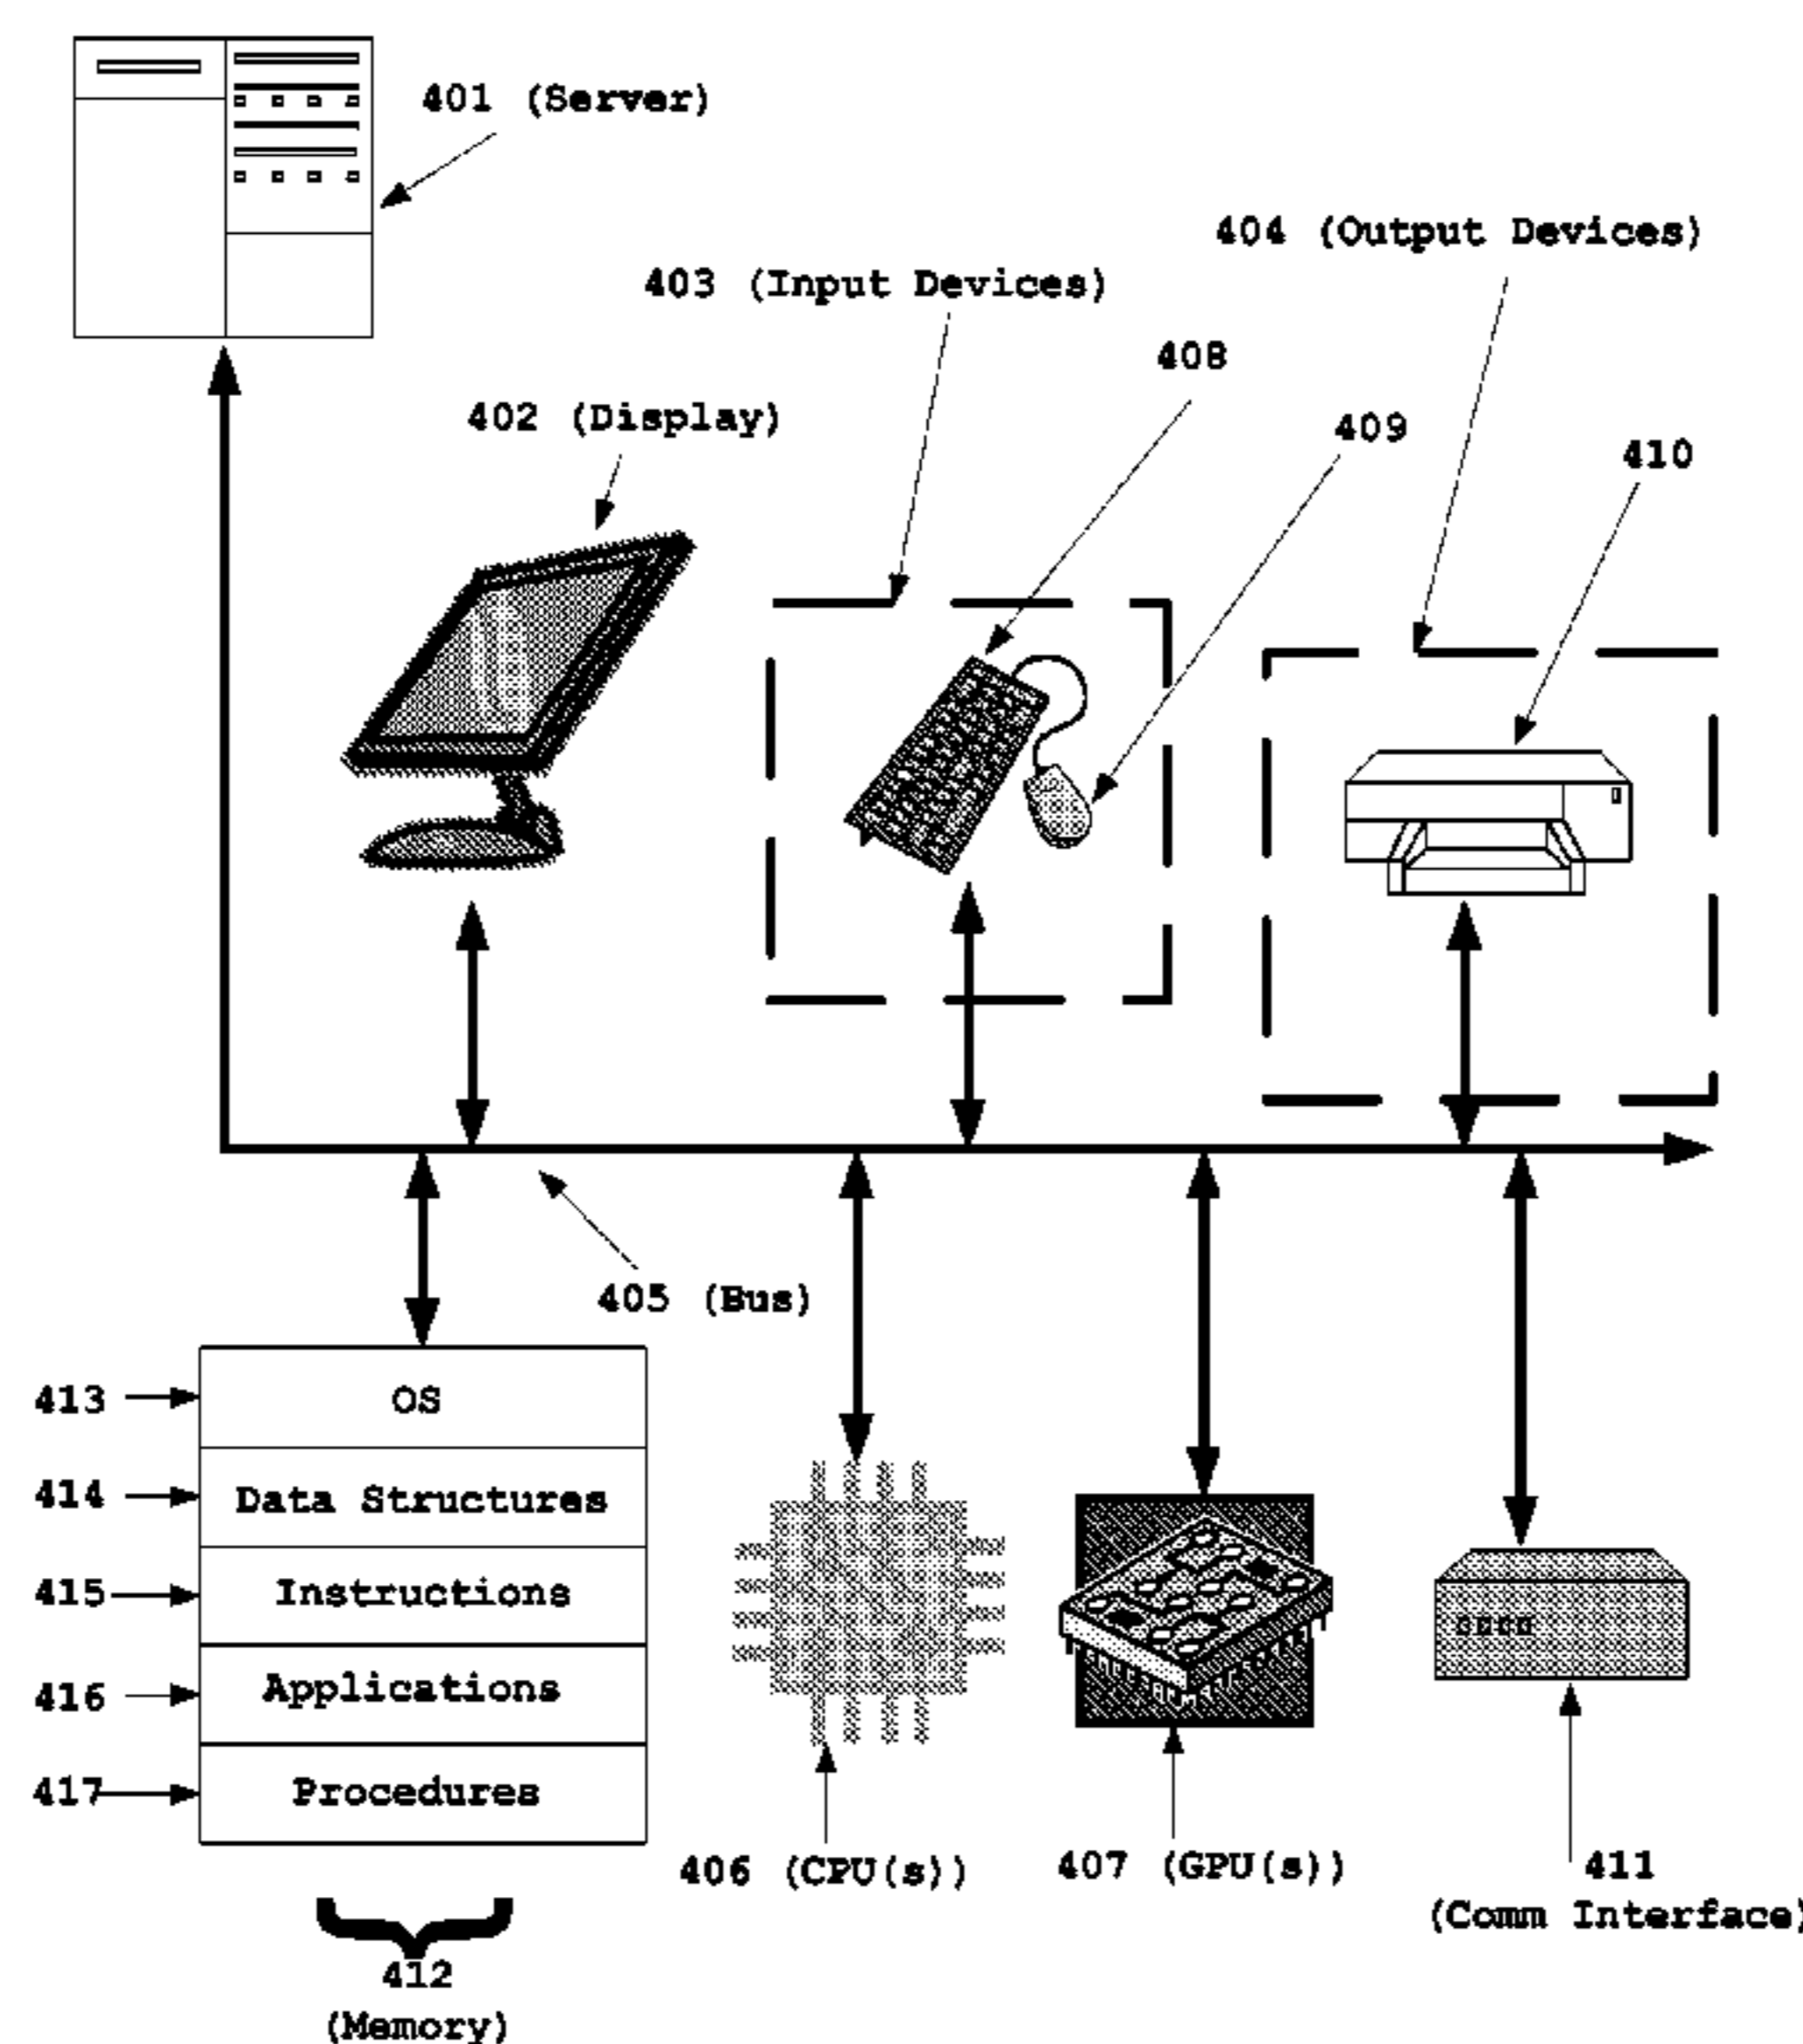 401 (Server)
404 (Output Devices)
403 (Input Devices)
408
402 (Display)
409
410
405 (Bus)
413
OS
414
Data Structures
415
Instructions
416
Applications
417
Procedures
406 (CPU(s))
407 (GPU(s))
411
(Comm Interface)
412
(Memory)